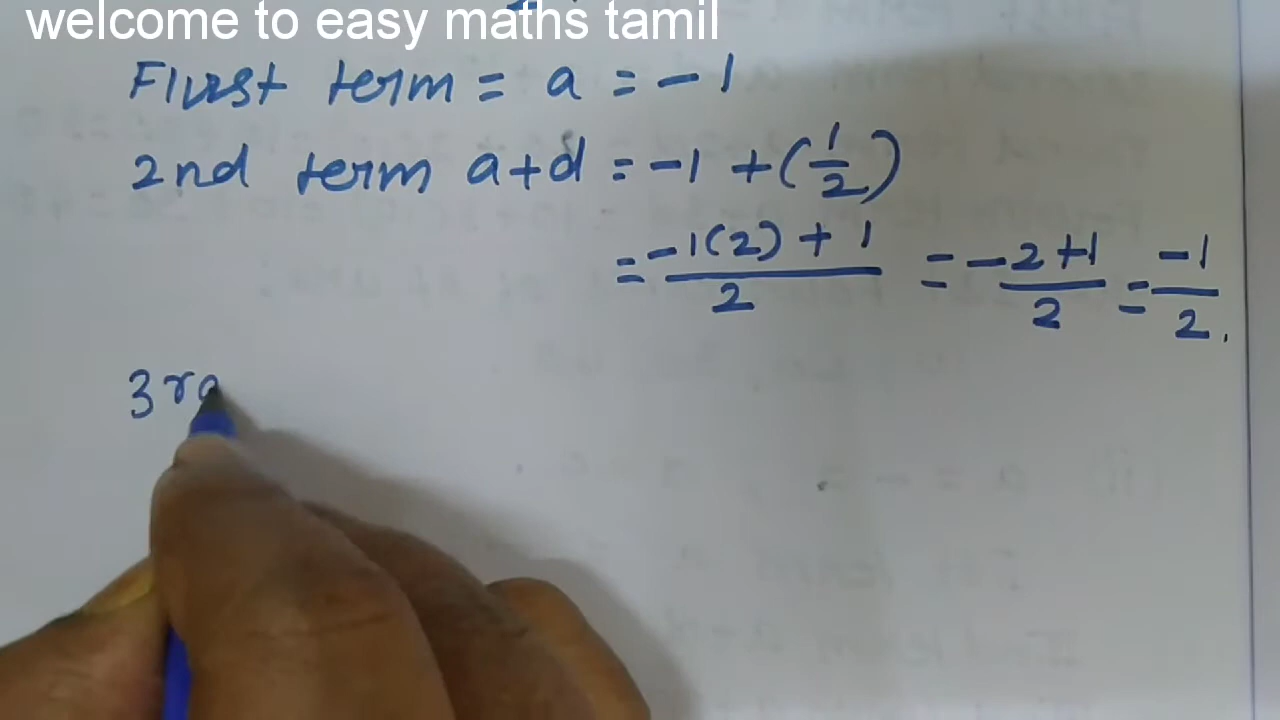 welcome to easy maths tamil
First term = a = -1
2nd term a+d = -1 + (1/2)
= -1(2) + 1 / 2 = -2+1 / 2 = -1/2.
3rd